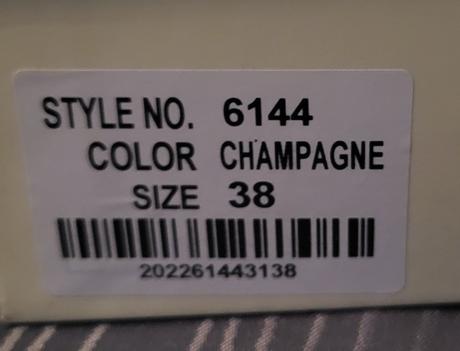 STYLE NO. 6144
COLOR CHAMPAGNE
SIZE 38
202261443138